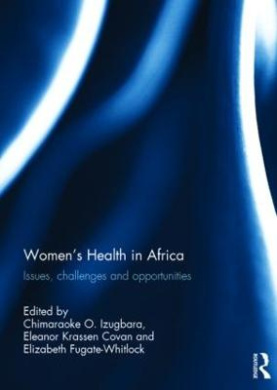 Women's Health in Africa
Issues, challenges and opportunities
Edited by
Chimaraoke O. Izugbara,
Eleanor Krassen Covan and
Elizabeth Fugate-Whitlock
ROUTLEDGE